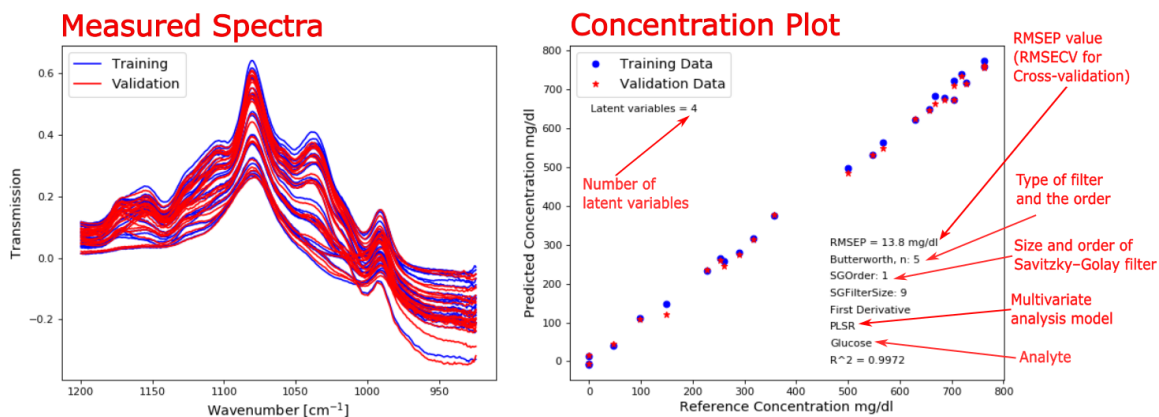 Measured Spectra
Training
Validation
0.6
0.4
0.2
0.0
−0.2
Transmission
1200
1150
1100
1050
1000
950
Wavenumber [cm⁻¹]
Concentration Plot
Training Data
Validation Data
Latent variables = 4
Number of
latent variables
800
700
600
500
400
300
200
100
0
Predicted Concentration mg/dl
RMSEP = 13.8 mg/dl
Butterworth, n: 5
SGOrder: 1
SGFilterSize: 9
First Derivative
PLSR
Glucose
R^2 = 0.9972
0
100
200
300
400
500
600
700
800
Reference Concentration mg/dl
RMSEP value
(RMSECV for
Cross-validation)
Type of filter
and the order
Size and order of
Savitzky–Golay filter
Multivariate
analysis model
Analyte